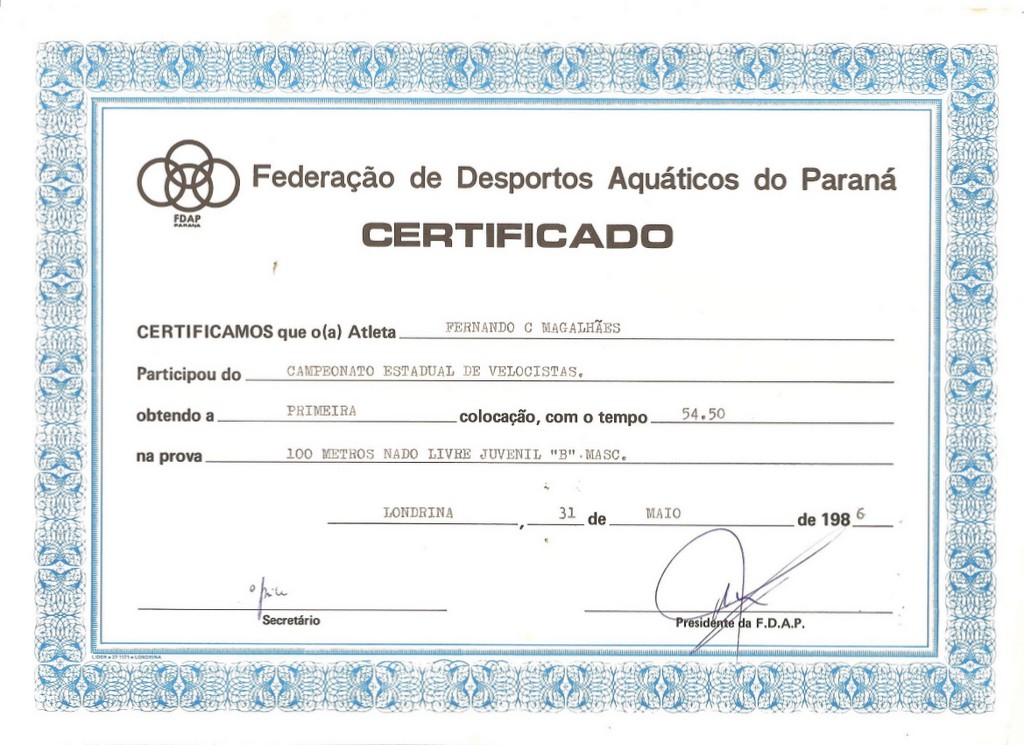 Federação de Desportos Aquáticos do Paraná
FDAP
PARANA
CERTIFICADO
CERTIFICAMOS que o(a) Atleta FERNANDO C MAGALHÃES
Participou do CAMPEONATO ESTADUAL DE VELOCISTAS.
obtendo a PRIMEIRA colocação, com o tempo 54.50
na prova 100 METROS NADO LIVRE JUVENIL "B" MASC.
LONDRINA, 31 de MAIO de 1986
Secretário
Presidente da F.D.A.P.